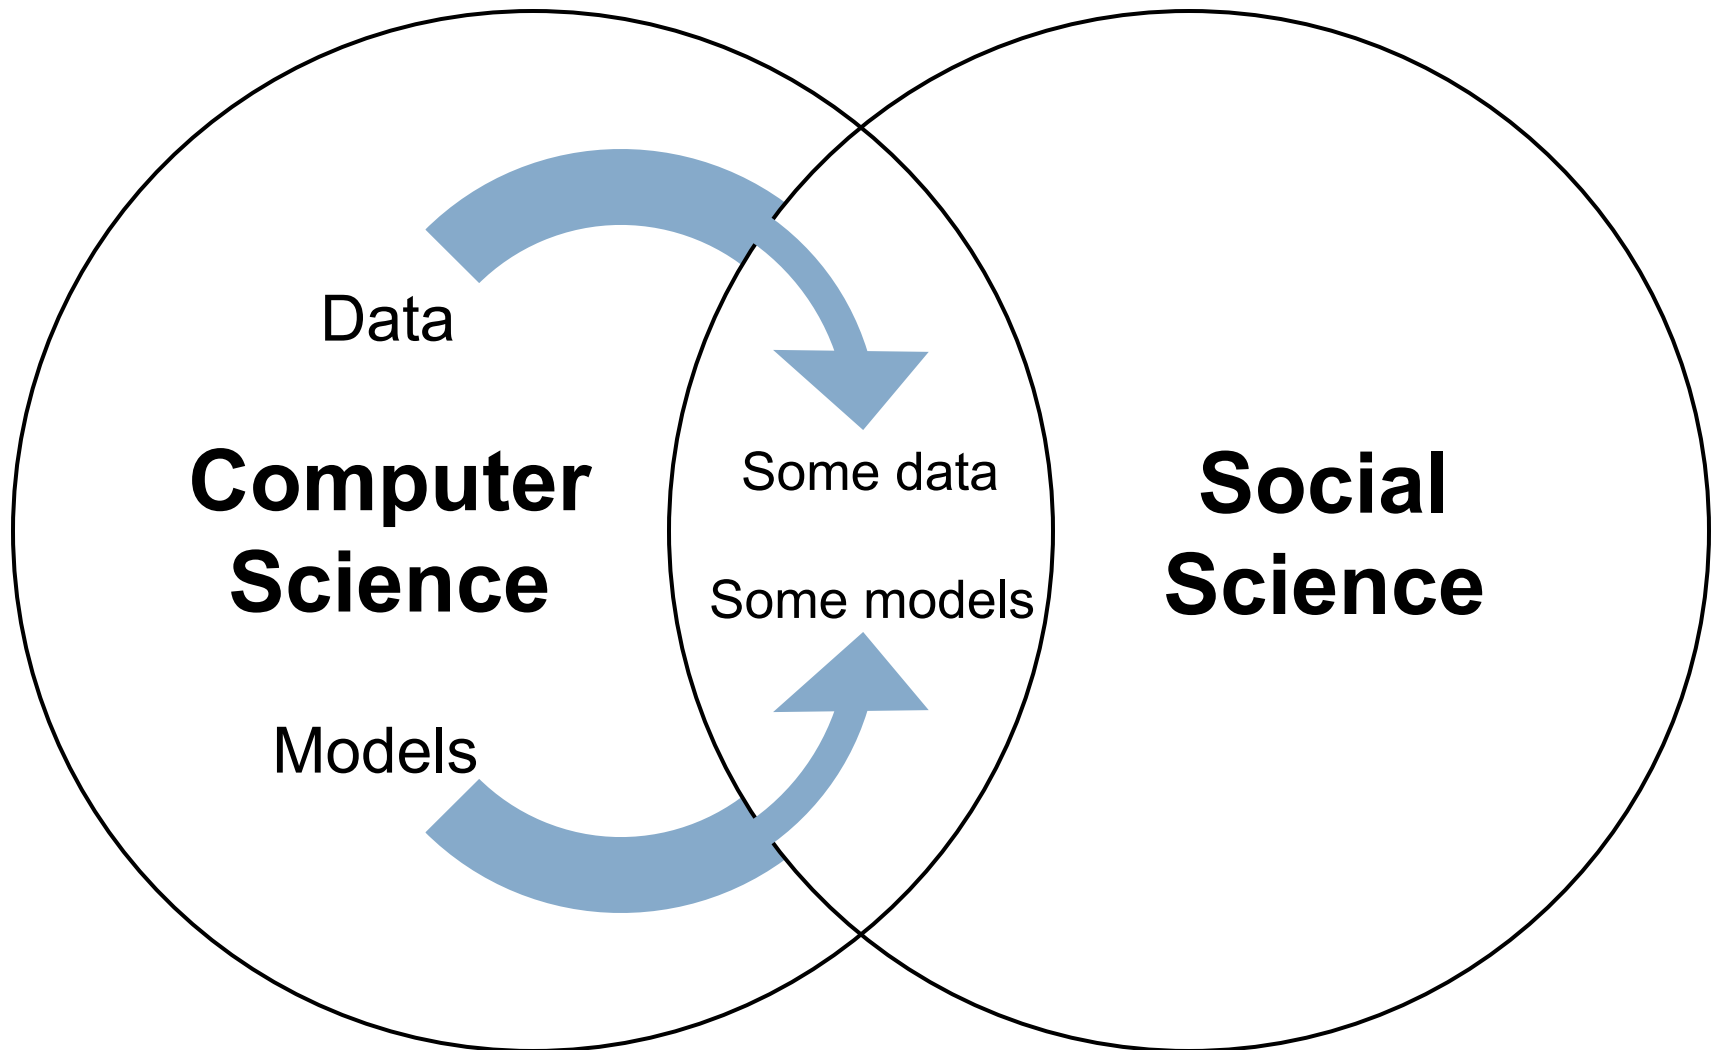 Data
Computer
Science
Models
Some data
Some models
Social
Science